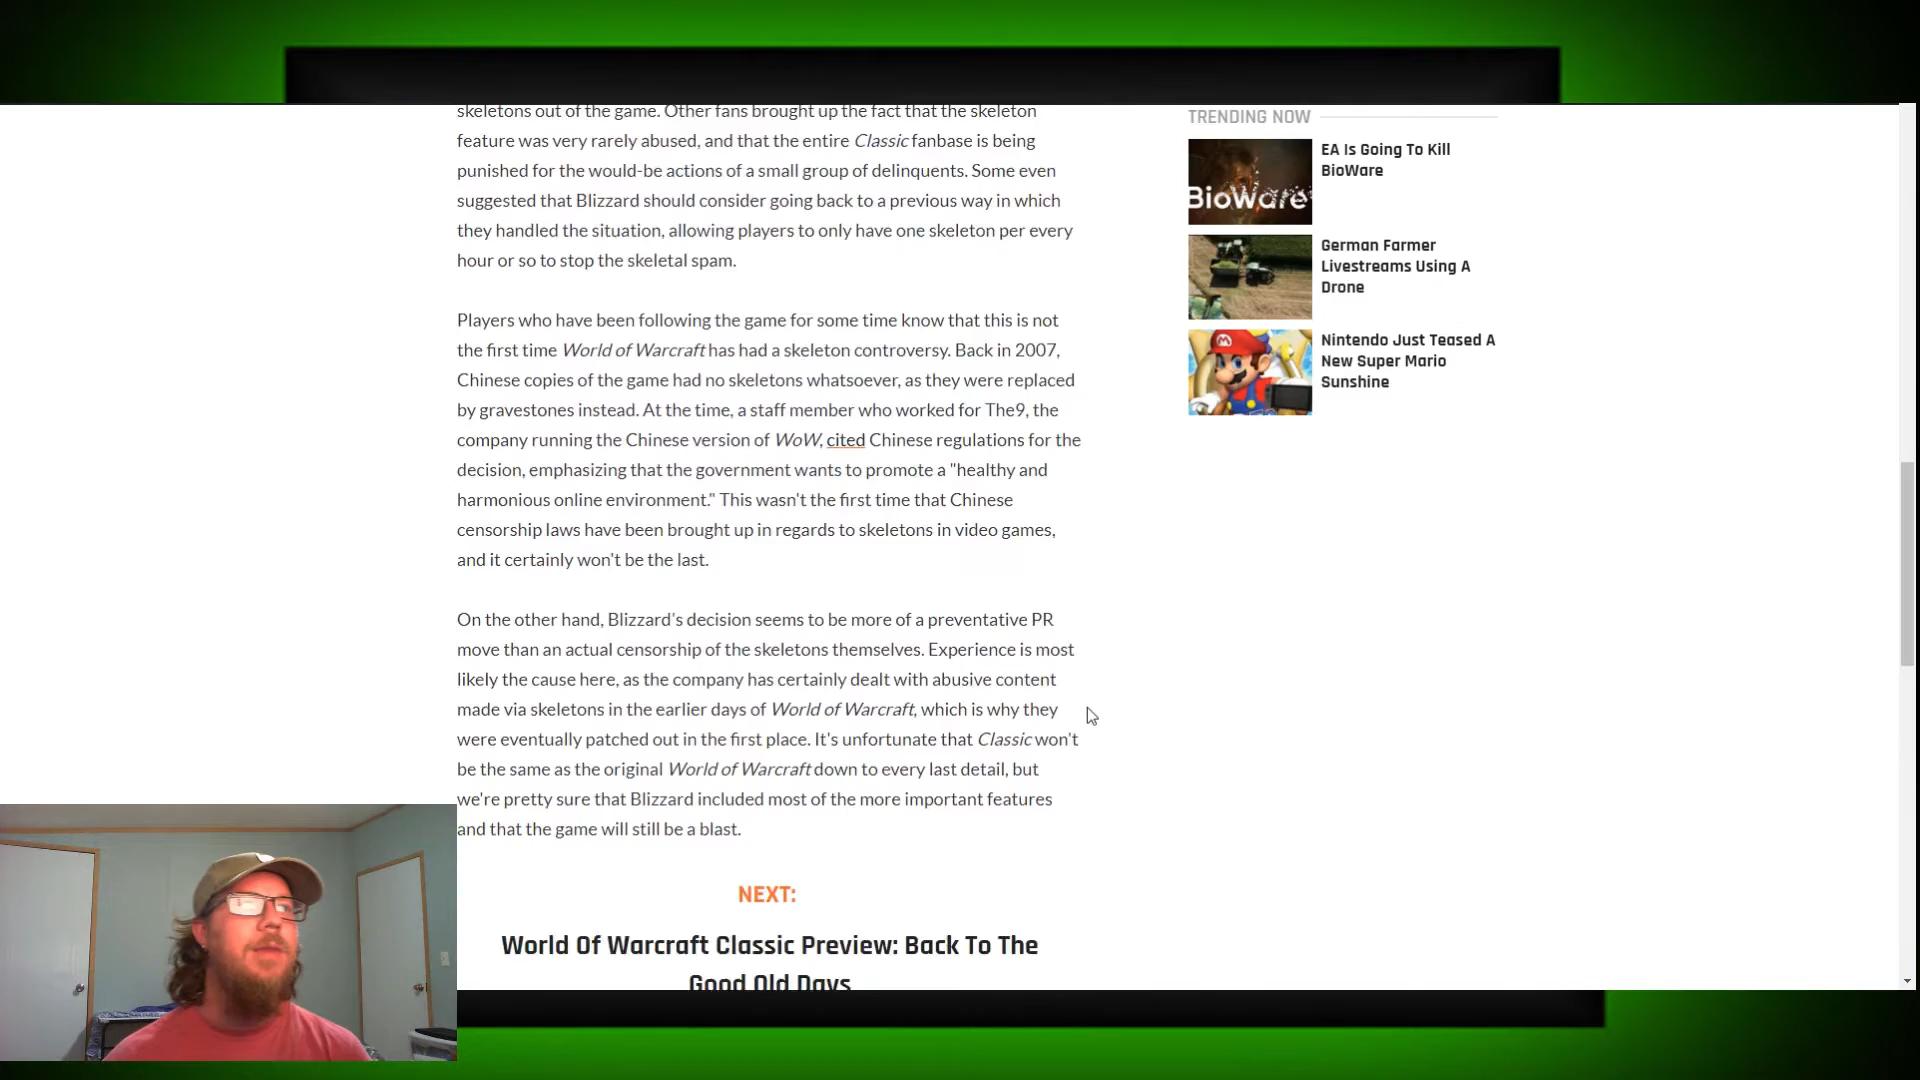 skeletons out of the game. Other fans brought up the fact that the skeleton
feature was very rarely abused, and that the entire Classic fanbase is being
punished for the would-be actions of a small group of delinquents. Some even
suggested that Blizzard should consider going back to a previous way in which
they handled the situation, allowing players to only have one skeleton per every
hour or so to stop the skeletal spam.
Players who have been following the game for some time know that this is not
the first time World of Warcraft has had a skeleton controversy. Back in 2007,
Chinese copies of the game had no skeletons whatsoever, as they were replaced
by gravestones instead. At the time, a staff member who worked for The9, the
company running the Chinese version of WoW, cited Chinese regulations for the
decision, emphasizing that the government wants to promote a "healthy and
harmonious online environment." This wasn't the first time that Chinese
censorship laws have been brought up in regards to skeletons in video games,
and it certainly won't be the last.
On the other hand, Blizzard's decision seems to be more of a preventative PR
move than an actual censorship of the skeletons themselves. Experience is most
likely the cause here, as the company has certainly dealt with abusive content
made via skeletons in the earlier days of World of Warcraft, which is why they
were eventually patched out in the first place. It's unfortunate that Classic won't
be the same as the original World of Warcraft down to every last detail, but
we're pretty sure that Blizzard included most of the more important features
and that the game will still be a blast.
NEXT:
World Of Warcraft Classic Preview: Back To The
Good Old Days
TRENDING NOW
BioWare
EA Is Going To Kill
BioWare
German Farmer
Livestreams Using A
Drone
Nintendo Just Teased A
New Super Mario
Sunshine